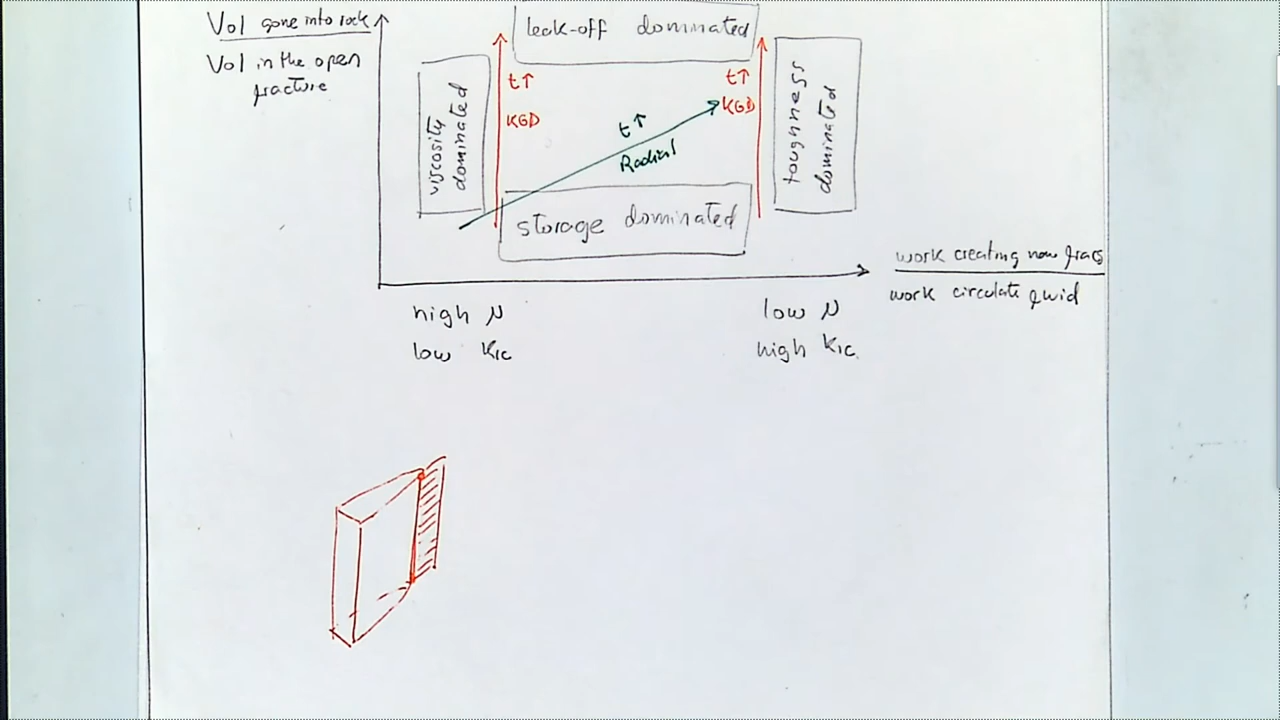 Vol gone into rock
Vol in the open
fracture
leak-off dominated
viscosity
dominated
t↑
KGD
t↑
Radial
t↑
KGD
toughness
dominated
storage dominated
work creating new fracs
work circulate fluid
high μ
low KIC
low μ
high KIC